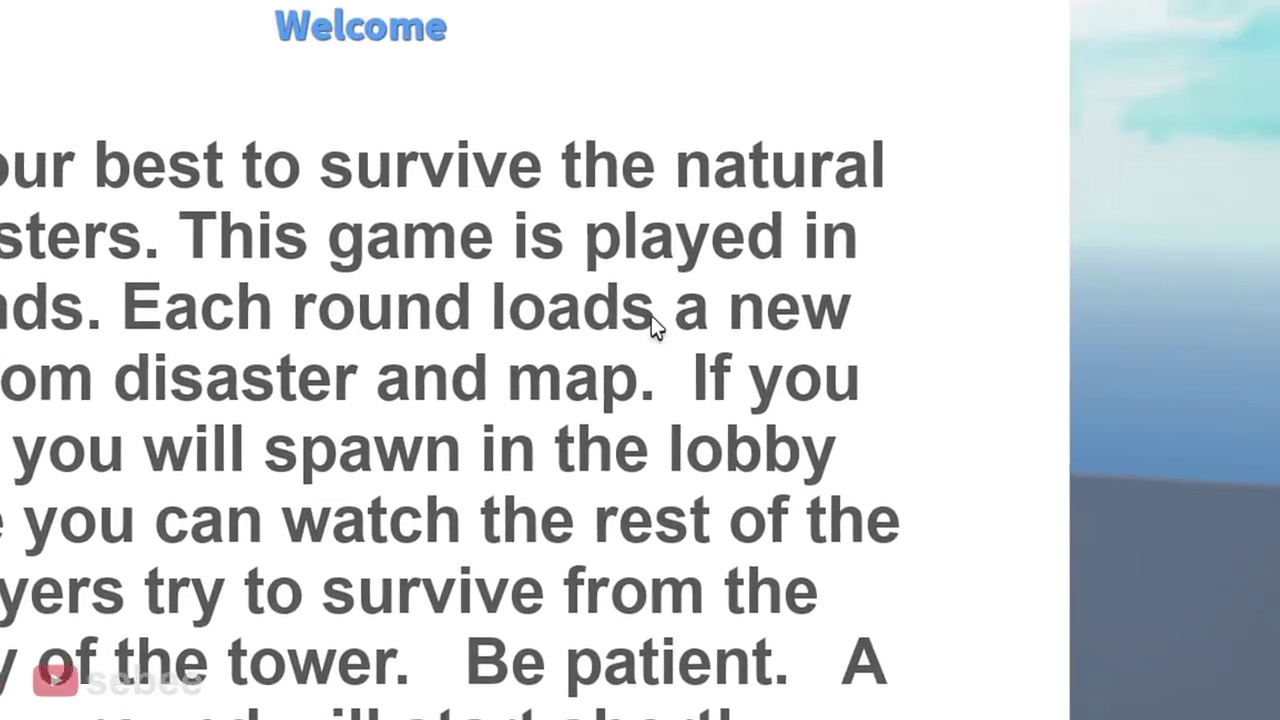 Welcome
our best to survive the natural
sters. This game is played in
nds. Each round loads a new
om disaster and map.  If you
you will spawn in the lobby
e you can watch the rest of the
yers try to survive from the
y of the tower.   Be patient.   A
will start
sebee